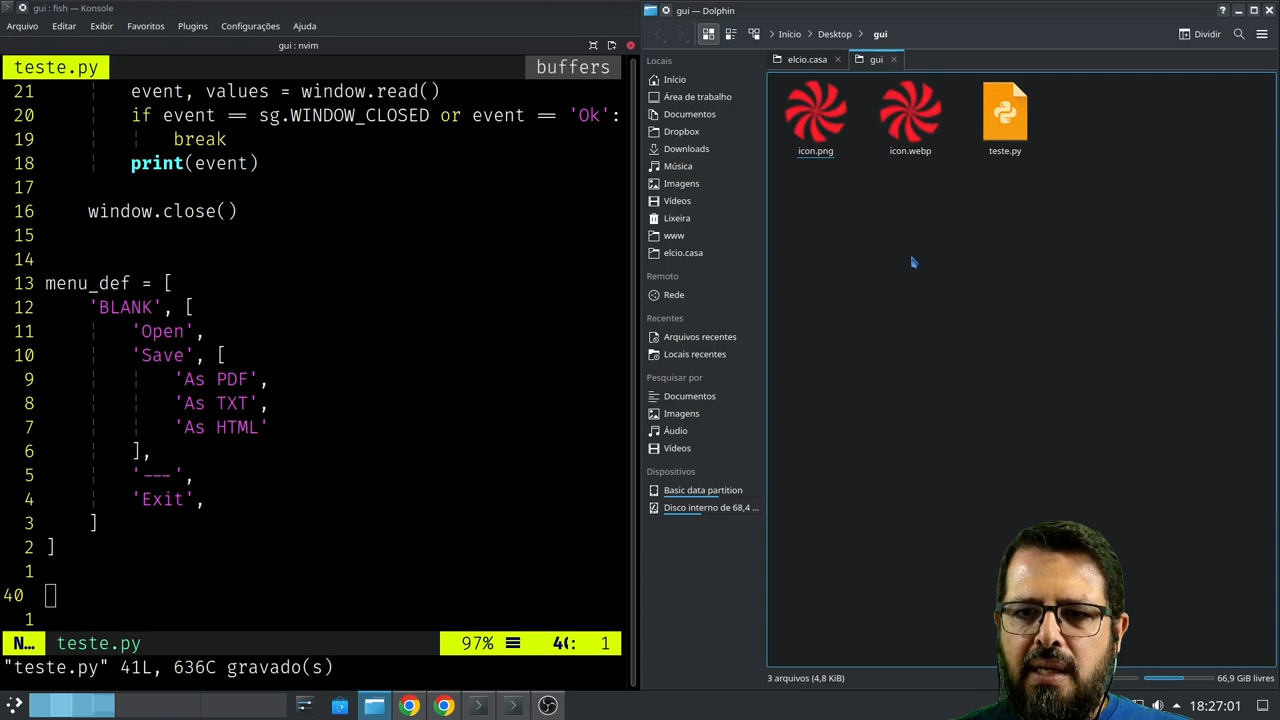 gui : fish — Konsole
Arquivo Editar Exibir Favoritos Plugins Configurações Ajuda
gui : nvim
teste.py buffers
21 event, values = window.read()
20 if event == sg.WINDOW_CLOSED or event == 'Ok':
19 break
18 print(event)
17
16 window.close()
15
14
13 menu_def = [
12 'BLANK', [
11 'Open',
10 'Save', [
9 'As PDF',
8 'As TXT',
7 'As HTML'
6 ],
5 '---',
4 'Exit',
3 ]
2 ]
1
40
1
N... teste.py 97% 40: 1
"teste.py" 41L, 636C gravado(s)
gui — Dolphin
Início Desktop gui
Dividir
elcio.casa gui
Locais
Início
Área de trabalho
Documentos
Dropbox
Downloads
Música
Imagens
Vídeos
Lixeira
www
elcio.casa
Remoto
Rede
Recentes
Arquivos recentes
Locais recentes
Pesquisar por
Documentos
Imagens
Áudio
Vídeos
Dispositivos
Basic data partition
Disco interno de 68,4 ...
icon.png icon.webp teste.py
3 arquivos (4,8 KiB)
66,9 GiB livres
18:27:01